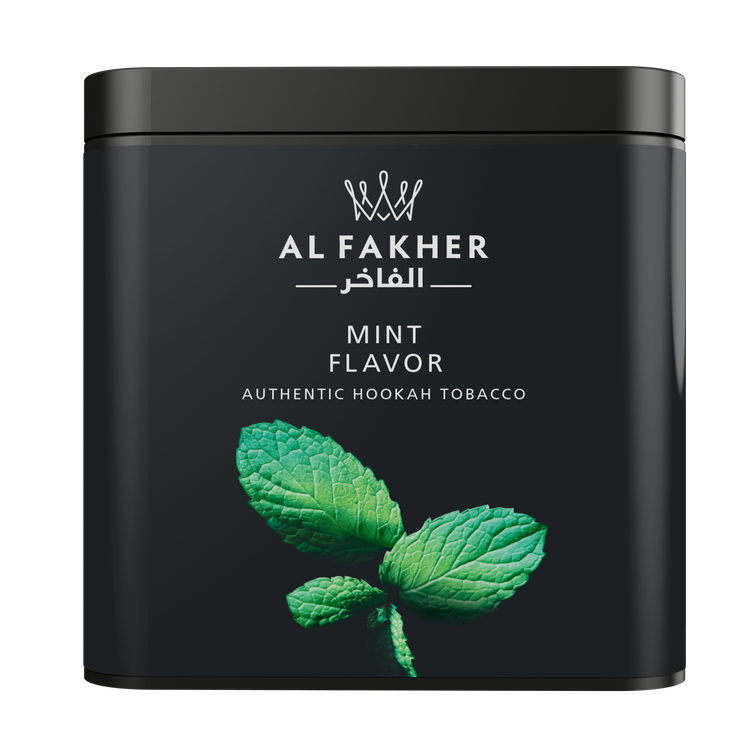 AL FAKHER
الفاخر
MINT
FLAVOR
AUTHENTIC HOOKAH TOBACCO